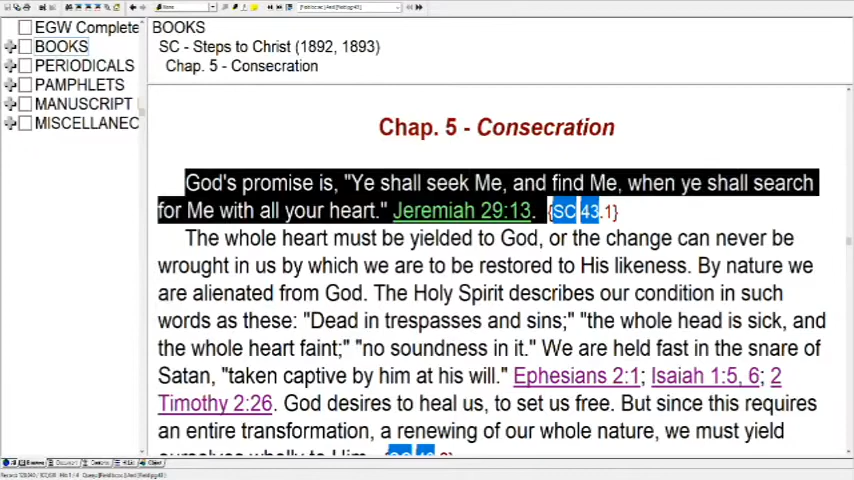 EGW Complete
BOOKS
PERIODICALS
PAMPHLETS
MANUSCRIPT
MISCELLANEC
BOOKS
SC - Steps to Christ (1892, 1893)
Chap. 5 - Consecration
Chap. 5 - Consecration
God's promise is, "Ye shall seek Me, and find Me, when ye shall search
for Me with all your heart." Jeremiah 29:13. {SC 43.1}
The whole heart must be yielded to God, or the change can never be
wrought in us by which we are to be restored to His likeness. By nature we
are alienated from God. The Holy Spirit describes our condition in such
words as these: "Dead in trespasses and sins;" "the whole head is sick, and
the whole heart faint;" "no soundness in it." We are held fast in the snare of
Satan, "taken captive by him at his will." Ephesians 2:1; Isaiah 1:5, 6; 2
Timothy 2:26. God desires to heal us, to set us free. But since this requires
an entire transformation, a renewing of our whole nature, we must yield
ourselves wholly to Him.